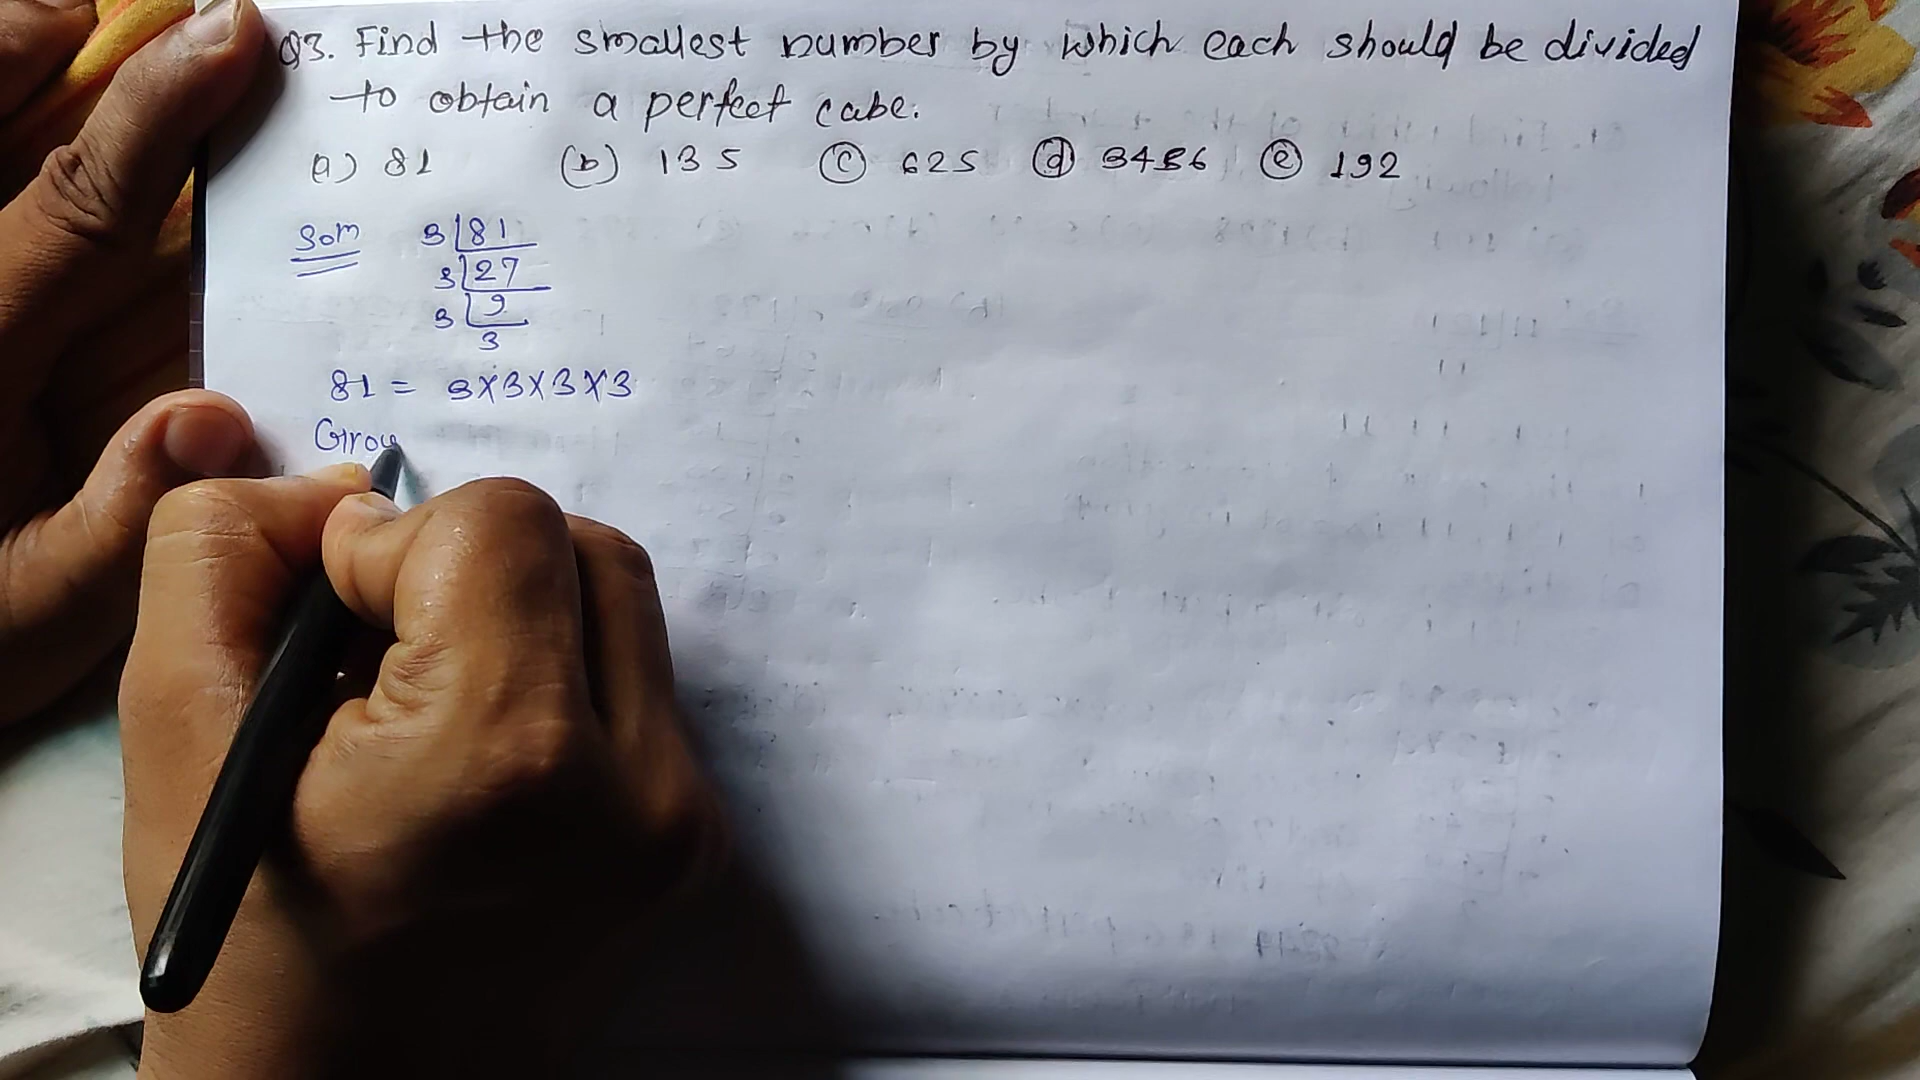 Q3. Find the smallest number by which each should be divided
to obtain a perfect cube.
(a) 81 (b) 135 (c) 625 (d) 3456 (e) 192
Soln 3 81
3 27
3 9
3
81 = 3×3×3×3
Grou